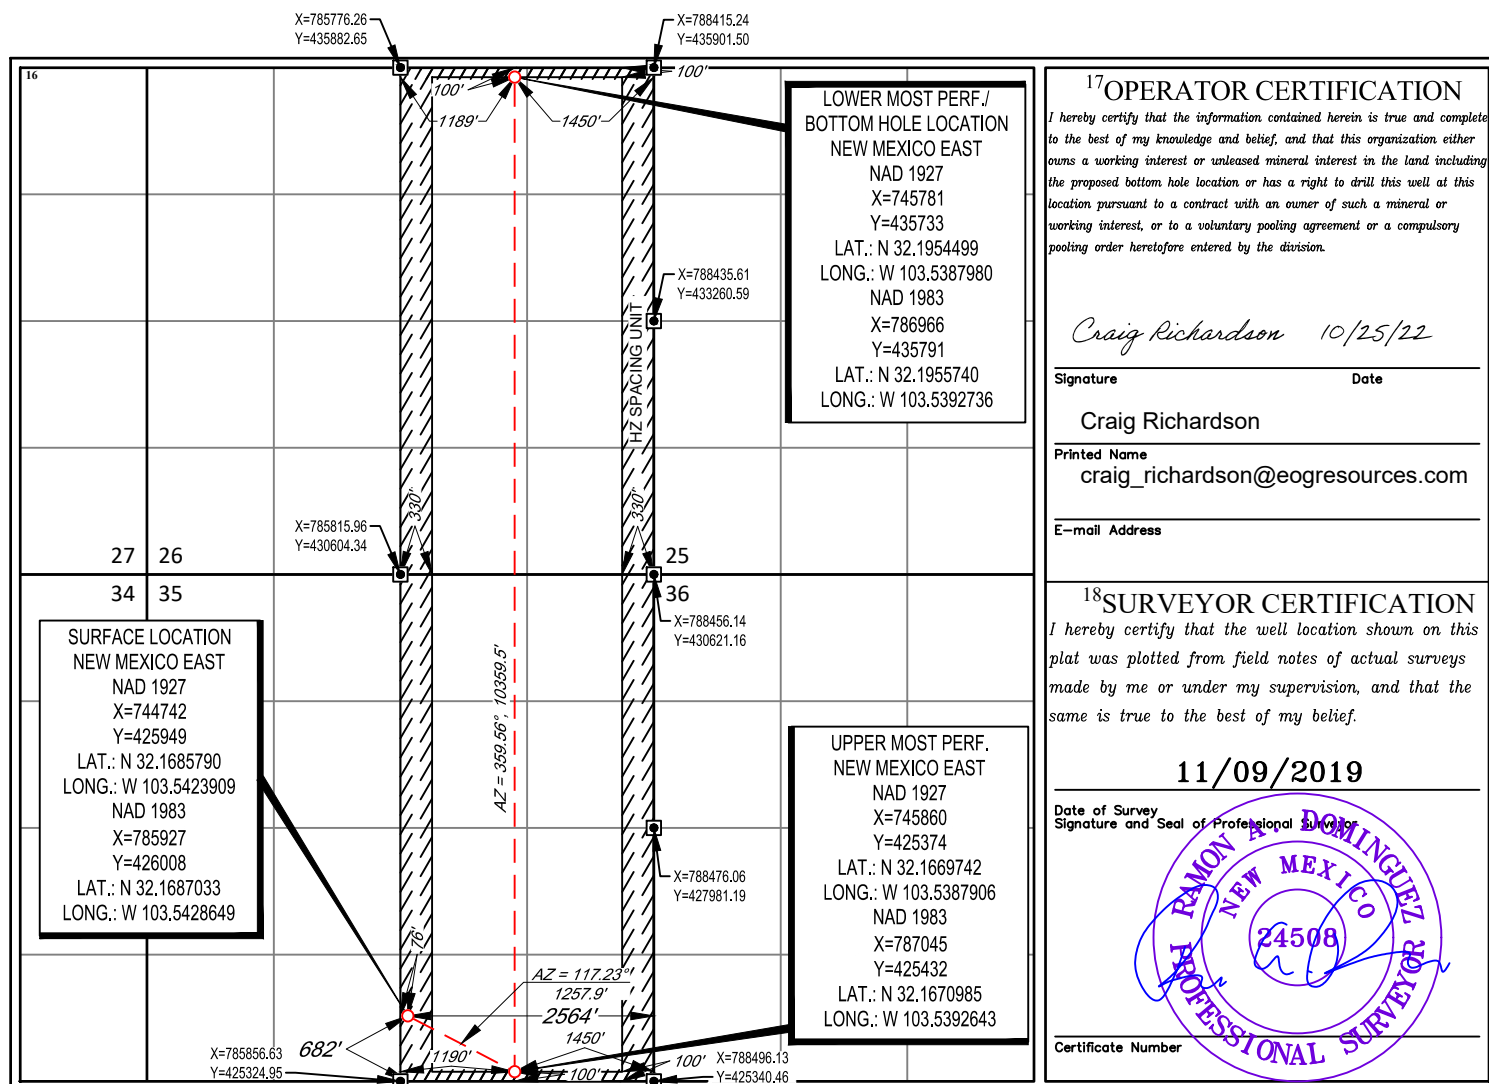 X=785776.26
Y=435882.65
X=788415.24
Y=435901.50
16
100'
100'
1189'
1450'
LOWER MOST PERF./
BOTTOM HOLE LOCATION
NEW MEXICO EAST
NAD 1927
X=745781
Y=435733
LAT.: N 32.1954499
LONG.: W 103.5387980
NAD 1983
X=786966
Y=435791
LAT.: N 32.1955740
LONG.: W 103.5392736
X=788435.61
Y=433260.59
HZ SPACING UNIT
330'
330'
X=785815.96
Y=430604.34
27 26
25
34 35
36
X=788456.14
Y=430621.16
SURFACE LOCATION
NEW MEXICO EAST
NAD 1927
X=744742
Y=425949
LAT.: N 32.1685790
LONG.: W 103.5423909
NAD 1983
X=785927
Y=426008
LAT.: N 32.1687033
LONG.: W 103.5428649
AZ = 359.56°, 10359.5'
UPPER MOST PERF.
NEW MEXICO EAST
NAD 1927
X=745860
Y=425374
LAT.: N 32.1669742
LONG.: W 103.5387906
NAD 1983
X=787045
Y=425432
LAT.: N 32.1670985
LONG.: W 103.5392643
X=788476.06
Y=427981.19
76'
AZ = 117.23°
1257.9'
2564'
682'
1190'
1450'
100'
100'
X=785856.63
Y=425324.95
X=788496.13
Y=425340.46
17OPERATOR CERTIFICATION
I hereby certify that the information contained herein is true and complete
to the best of my knowledge and belief, and that this organization either
owns a working interest or unleased mineral interest in the land including
the proposed bottom hole location or has a right to drill this well at this
location pursuant to a contract with an owner of such a mineral or
working interest, or to a voluntary pooling agreement or a compulsory
pooling order heretofore entered by the division.
Craig Richardson 10/25/22
Signature Date
Craig Richardson
Printed Name
craig_richardson@eogresources.com
E-mail Address
18SURVEYOR CERTIFICATION
I hereby certify that the well location shown on this
plat was plotted from field notes of actual surveys
made by me or under my supervision, and that the
same is true to the best of my belief.
11/09/2019
Date of Survey
Signature and Seal of Professional Surveyor
RAMON A. DOMINGUEZ
NEW MEXICO
24508
PROFESSIONAL SURVEYOR
Certificate Number